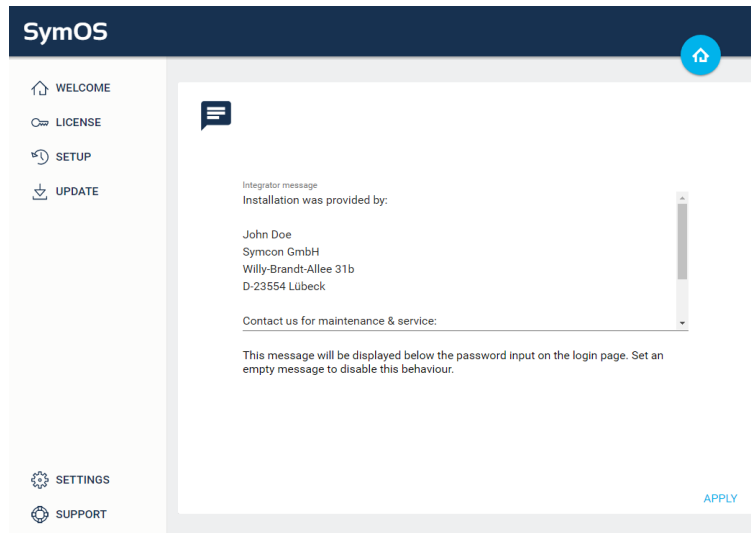 SymOS
WELCOME
LICENSE
SETUP
UPDATE
Integrator message
Installation was provided by:
John Doe
Symcon GmbH
Willy-Brandt-Allee 31b
D-23554 Lübeck
Contact us for maintenance & service:
This message will be displayed below the password input on the login page. Set an
empty message to disable this behaviour.
SETTINGS
SUPPORT
APPLY